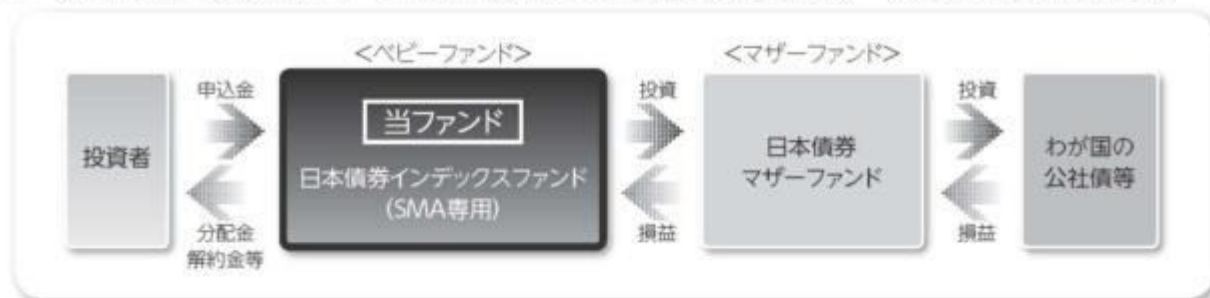 <ベビーファンド>
<マザーファンド>
投資者
申込金
分配金
解約金等
当ファンド
日本債券インデックスファンド
(SMA専用)
投資
損益
日本債券
マザーファンド
投資
損益
わが国の
公社債等